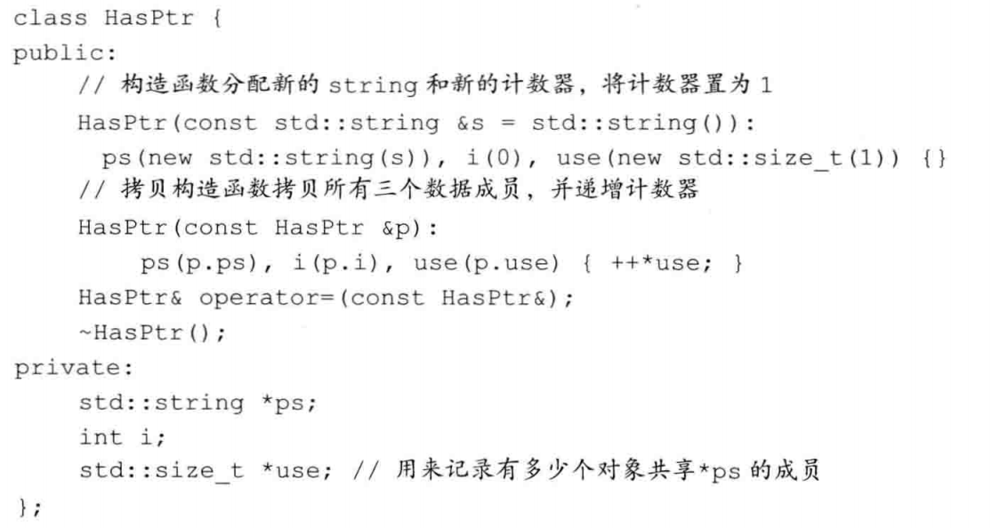 class HasPtr {
public:
// 构造函数分配新的 string 和新的计数器，将计数器置为 1
HasPtr(const std::string &s = std::string()):
ps(new std::string(s)), i(0), use(new std::size_t(1)) {}
// 拷贝构造函数拷贝所有三个数据成员，并递增计数器
HasPtr(const HasPtr &p):
ps(p.ps), i(p.i), use(p.use) { ++*use; }
HasPtr& operator=(const HasPtr&);
~HasPtr();
private:
std::string *ps;
int i;
std::size_t *use; // 用来记录有多少个对象共享*ps 的成员
};